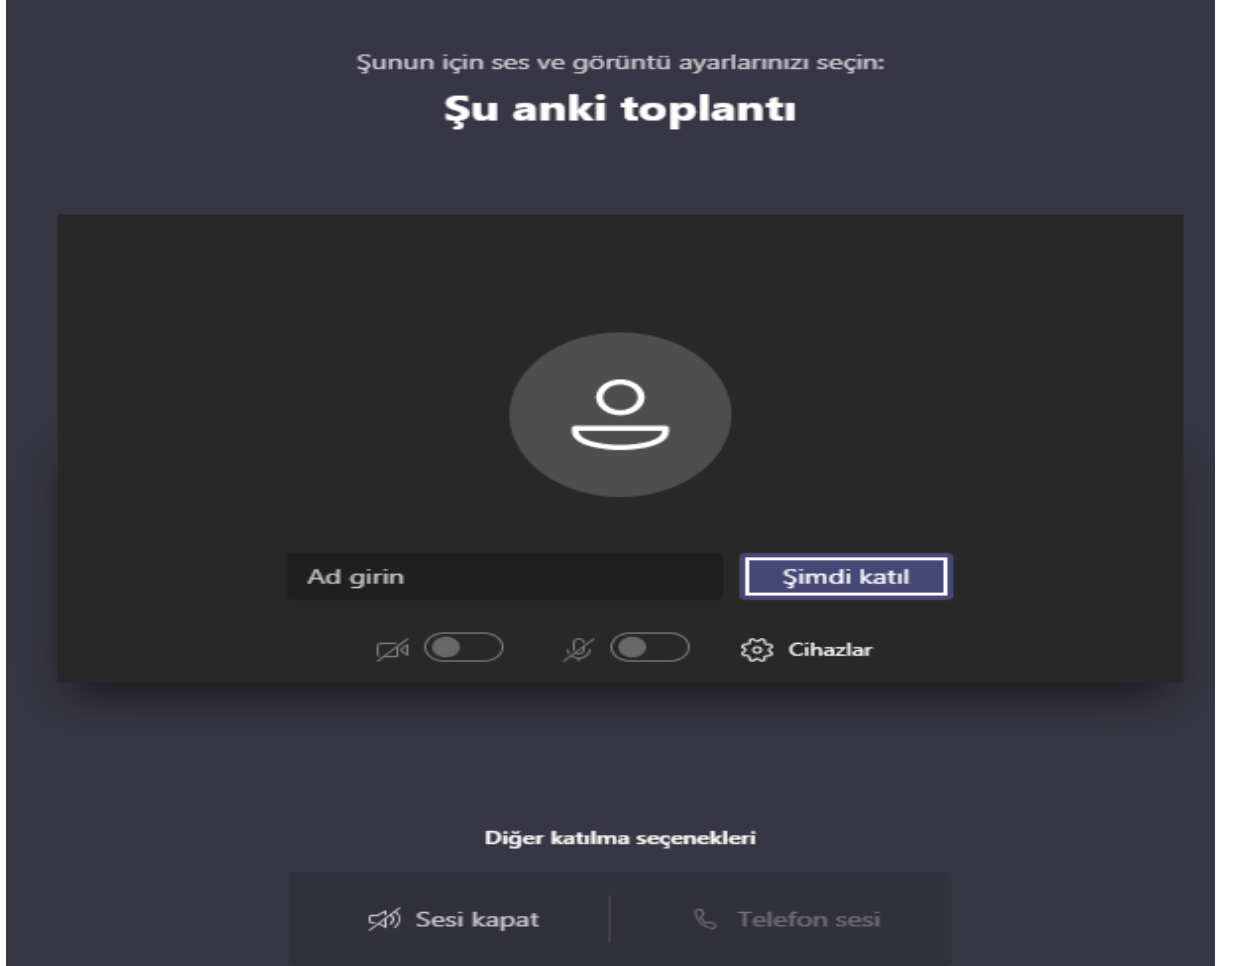 Şunun için ses ve görüntü ayarlarınızı seçin:
Şu anki toplantı
Ad girin
Şimdi katıl
Cihazlar
Diğer katılma seçenekleri
Sesi kapat
Telefon sesi